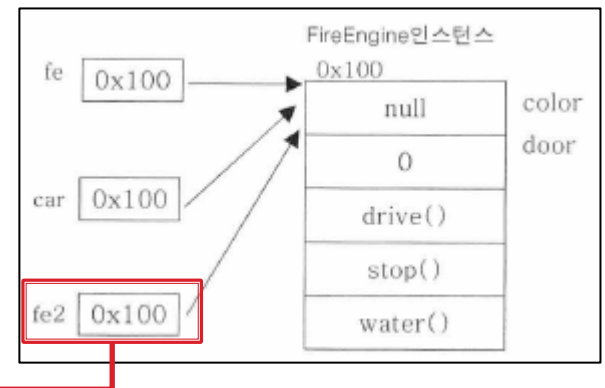 FireEngine인스턴스
0x100
fe 0x100
null color
door
0
car 0x100
drive()
stop()
fe2 0x100
water()